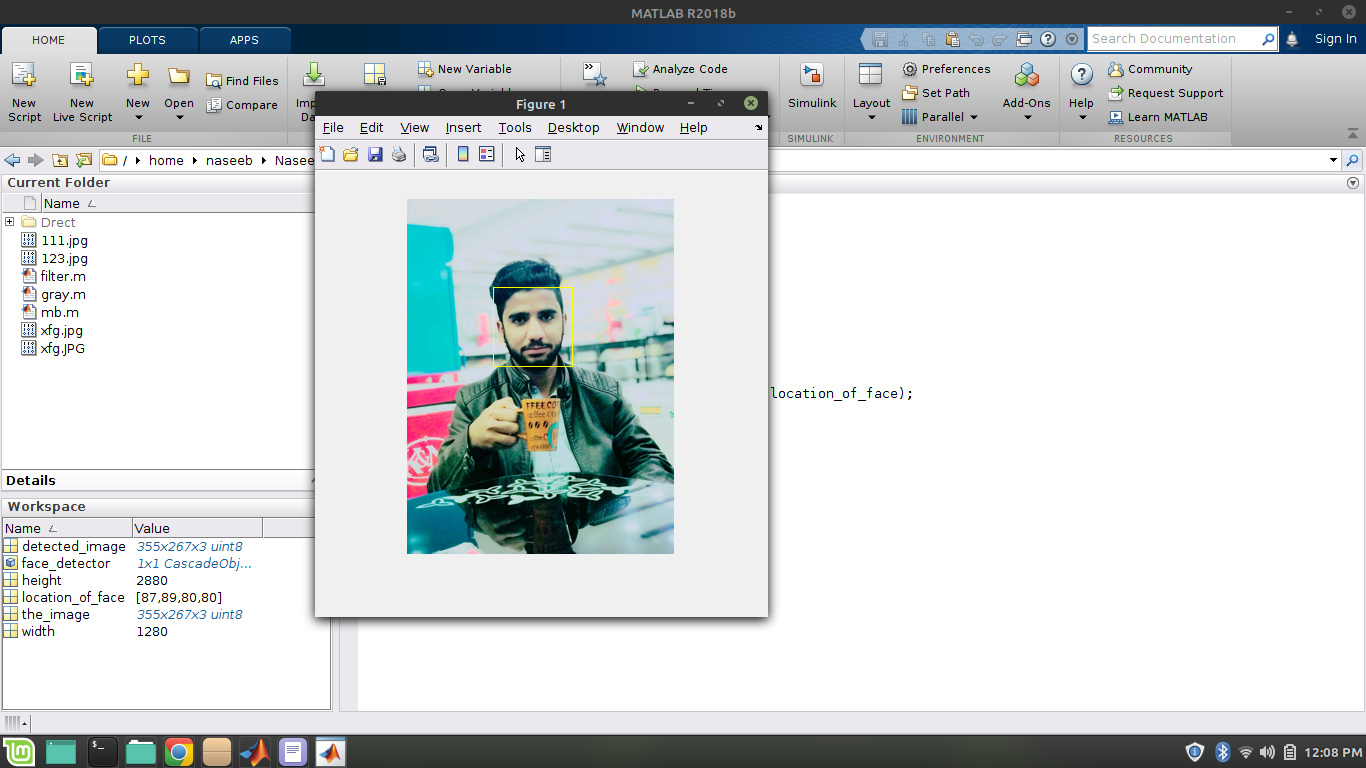 MATLAB R2018b
HOME
PLOTS
APPS
Search Documentation
Sign In
New Script
New Live Script
New
Open
Find Files
Compare
New Variable
Analyze Code
Simulink
Layout
Preferences
Set Path
Parallel
Add-Ons
Help
Community
Request Support
Learn MATLAB
FILE
SIMULINK
ENVIRONMENT
RESOURCES
/ home naseeb
Current Folder
Name
Drect
111.jpg
123.jpg
filter.m
gray.m
mb.m
xfg.jpg
xfg.JPG
Details
Workspace
Name Value
detected_image 355x267x3 uint8
face_detector 1x1 CascadeObj...
height 2880
location_of_face [87,89,80,80]
the_image 355x267x3 uint8
width 1280
Figure 1
File Edit View Insert Tools Desktop Window Help
FFEE CO
coffee
COFFEE
K&N
location_of_face);
12:08 PM